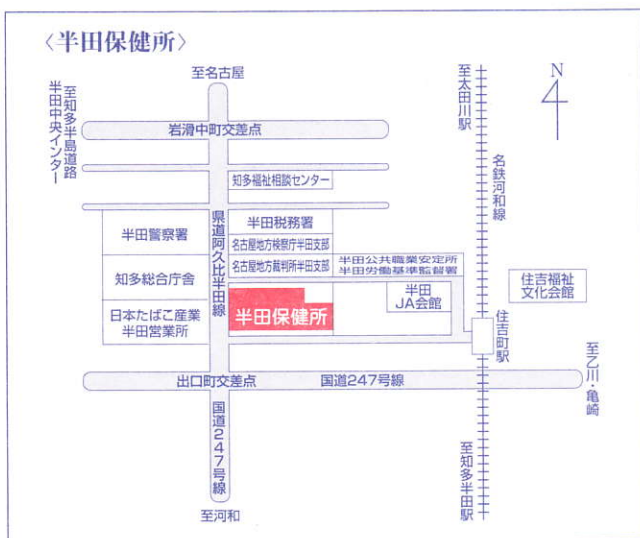 〈半田保健所〉
至名古屋
至太田川駅
N
至知多半島道路
半田中央インター
岩滑中町交差点
名鉄河和線
知多福祉相談センター
県道阿久比半田線
半田警察署
半田税務署
名古屋地方検察庁半田支部
名古屋地方裁判所半田支部
半田公共職業安定所
半田労働基準監督署
知多総合庁舎
半田
JA会館
住吉福祉
文化会館
半田保健所
日本たばこ産業
半田営業所
住吉町駅
至乙川・亀崎
出口町交差点
国道247号線
国道247号線
至知多半田駅
至河和